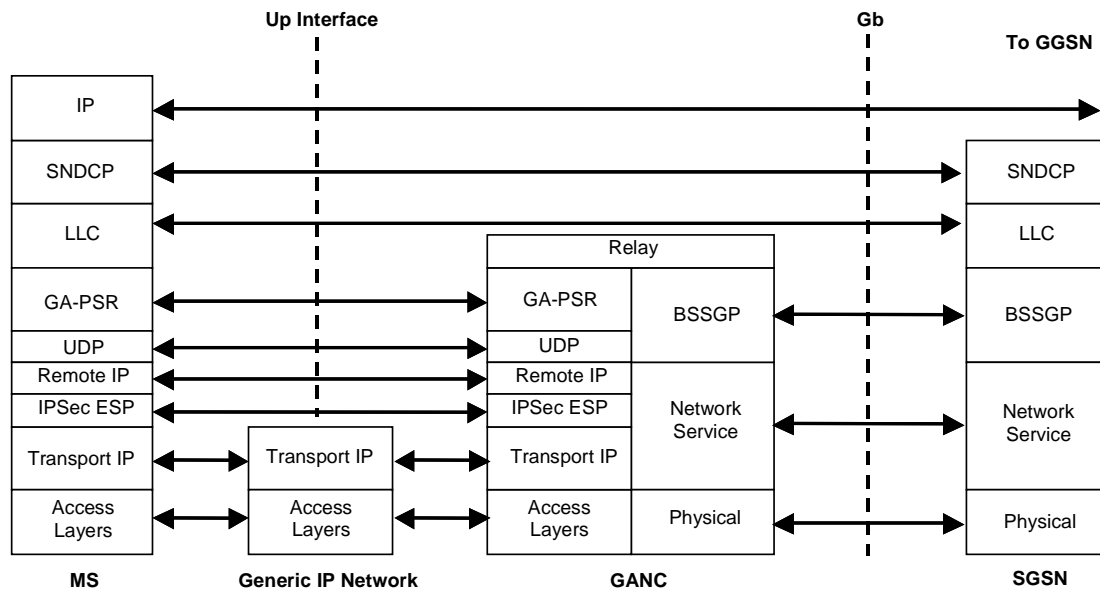 Up Interface
Gb
To GGSN
IP
SNDCP
SNDCP
LLC
LLC
Relay
GA-PSR
GA-PSR
BSSGP
BSSGP
UDP
UDP
Remote IP
Remote IP
IPSec ESP
IPSec ESP
Network
Service
Network
Service
Transport IP
Transport IP
Transport IP
Access
Layers
Access
Layers
Access
Layers
Physical
Physical
MS
Generic IP Network
GANC
SGSN